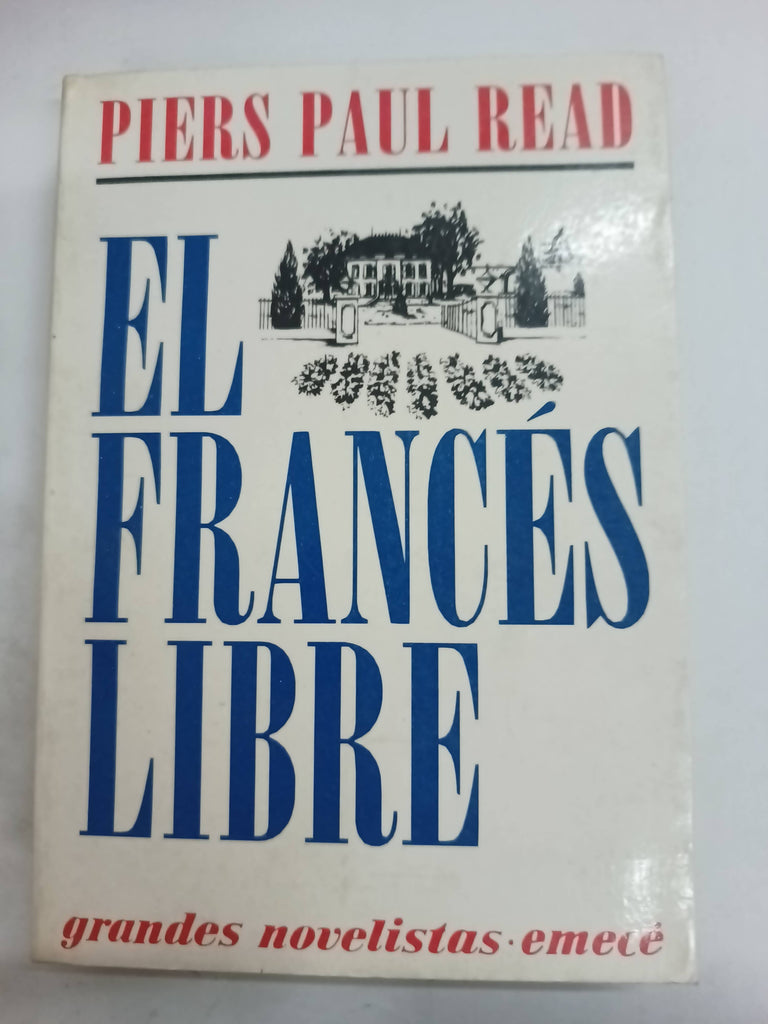 PIERS PAUL READ
EL
FRANCÉS
LIBRE
grandes novelistas · emecé